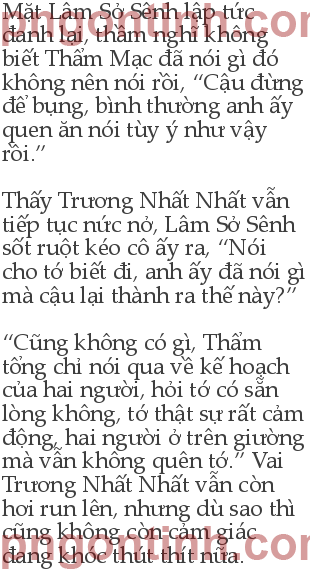 Mặt Lâm Sở Sênh lập tức
đanh lại, thầm nghĩ không
biết Thẩm Mạc đã nói gì đó
không nên nói rồi, “Cậu đừng
để bụng, bình thường anh ấy
quen ăn nói tùy ý như vậy
rồi.”
Thấy Trương Nhất Nhất vẫn
tiếp tục nức nở, Lâm Sở Sênh
sốt ruột kéo cô ấy ra, “Nói
cho tớ biết đi, anh ấy đã nói gì
mà cậu lại thành ra thế này?”
“Cũng không có gì, Thẩm
tổng chỉ nói qua về kế hoạch
của hai người, hỏi tớ có sẵn
lòng không, tớ thật sự rất cảm
động, hai người ở trên giường
mà vẫn không quên tớ.” Vai
Trương Nhất Nhất vẫn còn
hơi run lên, nhưng dù sao thì
cũng không còn cảm giác
đang khóc thút thít nữa.
pngontinh.com
pngontinh.com